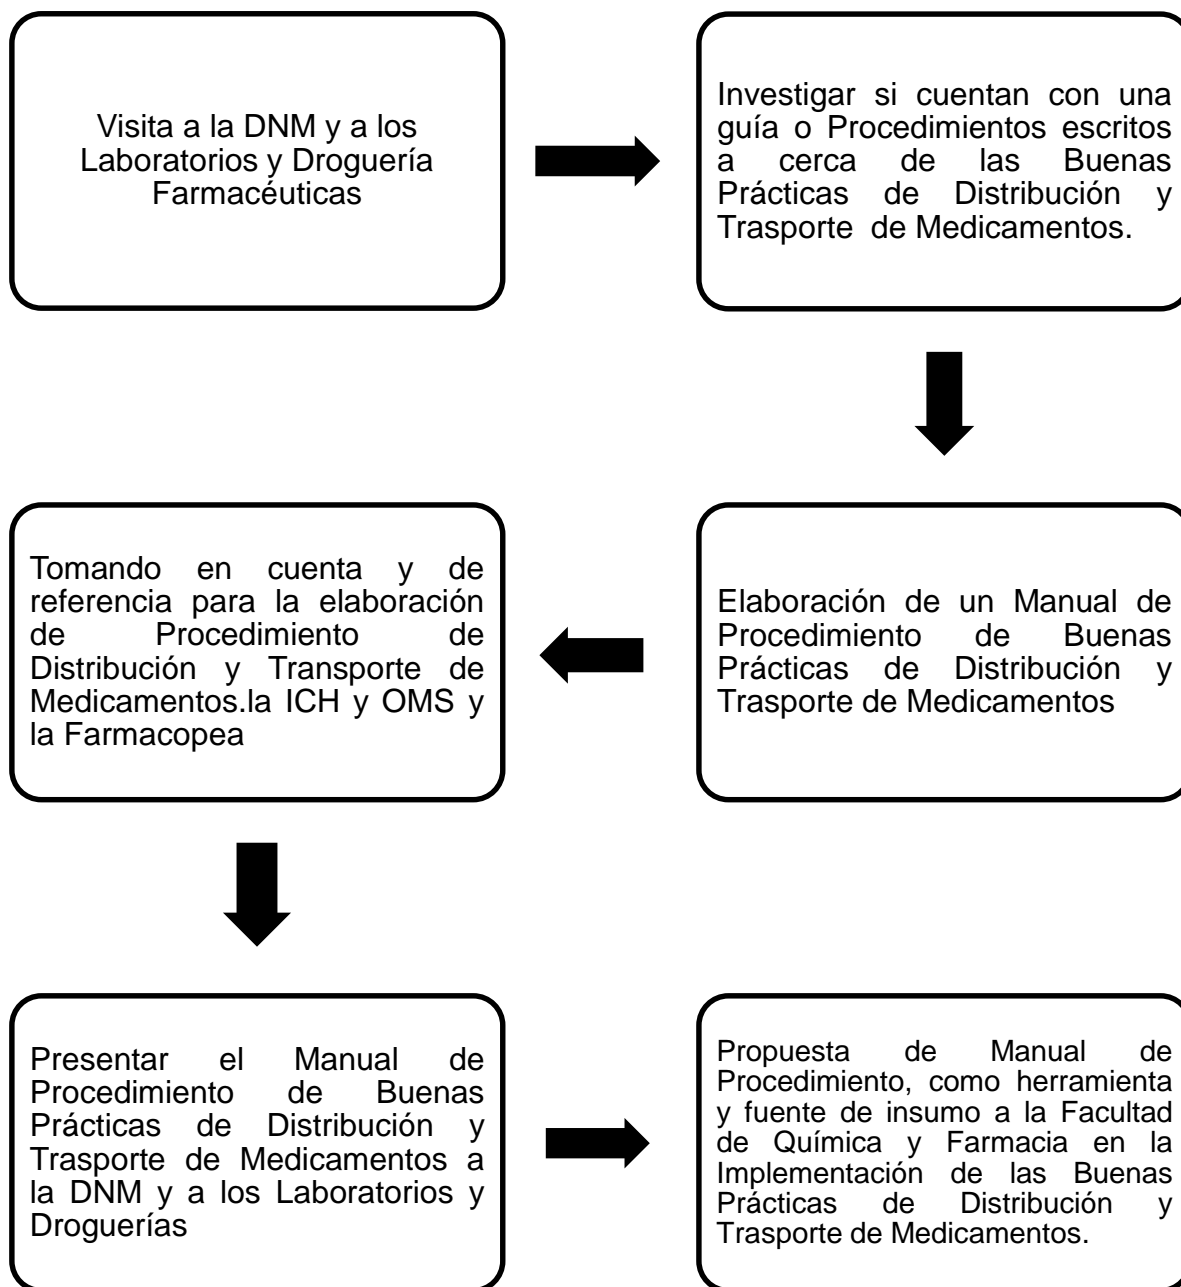 Visita a la DNM y a los
Laboratorios y Droguería
Farmacéuticas
Investigar si cuentan con una
guía o Procedimientos escritos
a cerca de las Buenas
Prácticas de Distribución y
Trasporte de Medicamentos.
Elaboración de un Manual de
Procedimiento de Buenas
Prácticas de Distribución y
Trasporte de Medicamentos
Tomando en cuenta y de
referencia para la elaboración
de Procedimiento de
Distribución y Transporte de
Medicamentos.la ICH y OMS y
la Farmacopea
Presentar el Manual de
Procedimiento de Buenas
Prácticas de Distribución y
Trasporte de Medicamentos a
la DNM y a los Laboratorios y
Droguerías
Propuesta de Manual de
Procedimiento, como herramienta
y fuente de insumo a la Facultad
de Química y Farmacia en la
Implementación de las Buenas
Prácticas de Distribución y
Trasporte de Medicamentos.